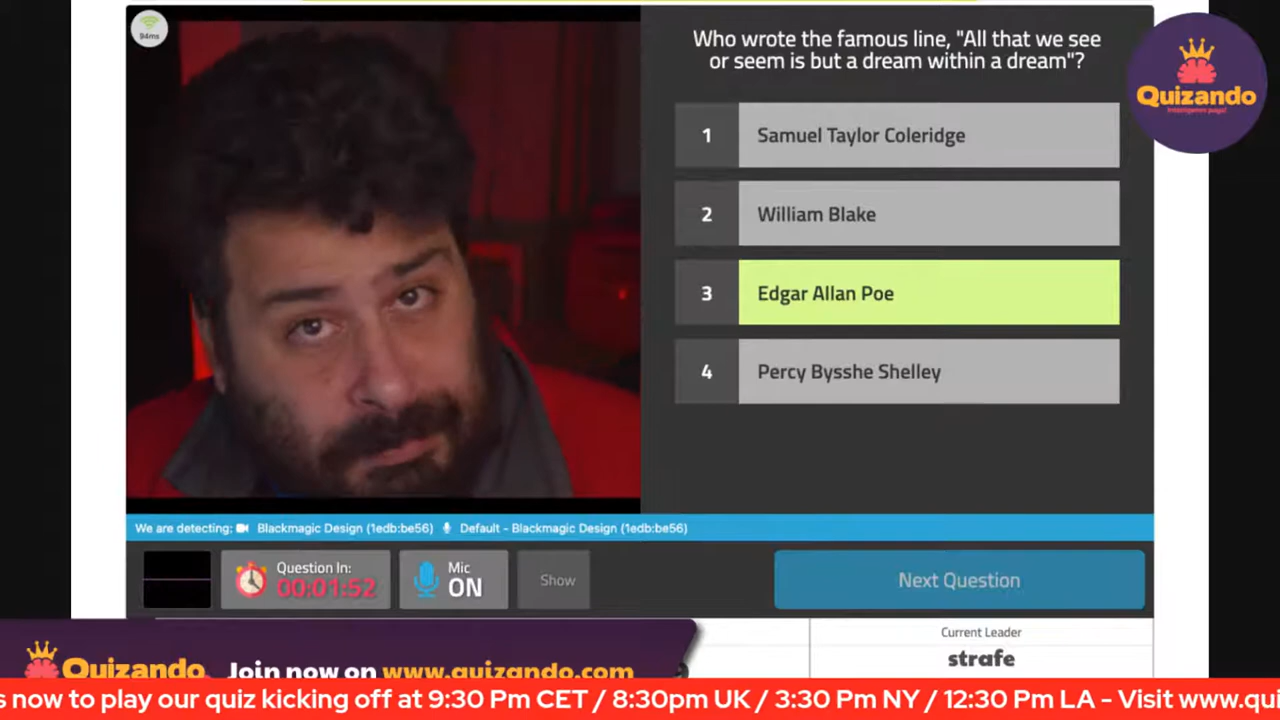 94ms
Who wrote the famous line, "All that we see
or seem is but a dream within a dream"?
Quizando
Intelligence pays!
1 Samuel Taylor Coleridge
2 William Blake
3 Edgar Allan Poe
4 Percy Bysshe Shelley
We are detecting: Blackmagic Design (1edb:be56) Default - Blackmagic Design (1edb:be56)
Question In:
00:01:52
Mic
ON
Show
Next Question
Current Leader
strafe
Quizando Join now on www.quizando.com
s now to play our quiz kicking off at 9:30 Pm CET / 8:30pm UK / 3:30 Pm NY / 12:30 Pm LA - Visit www.qui